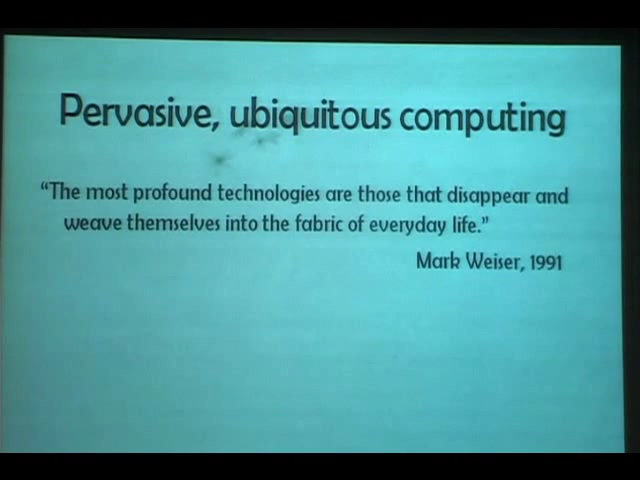 Pervasive, ubiquitous computing
“The most profound technologies are those that disappear and
weave themselves into the fabric of everyday life.”
Mark Weiser, 1991